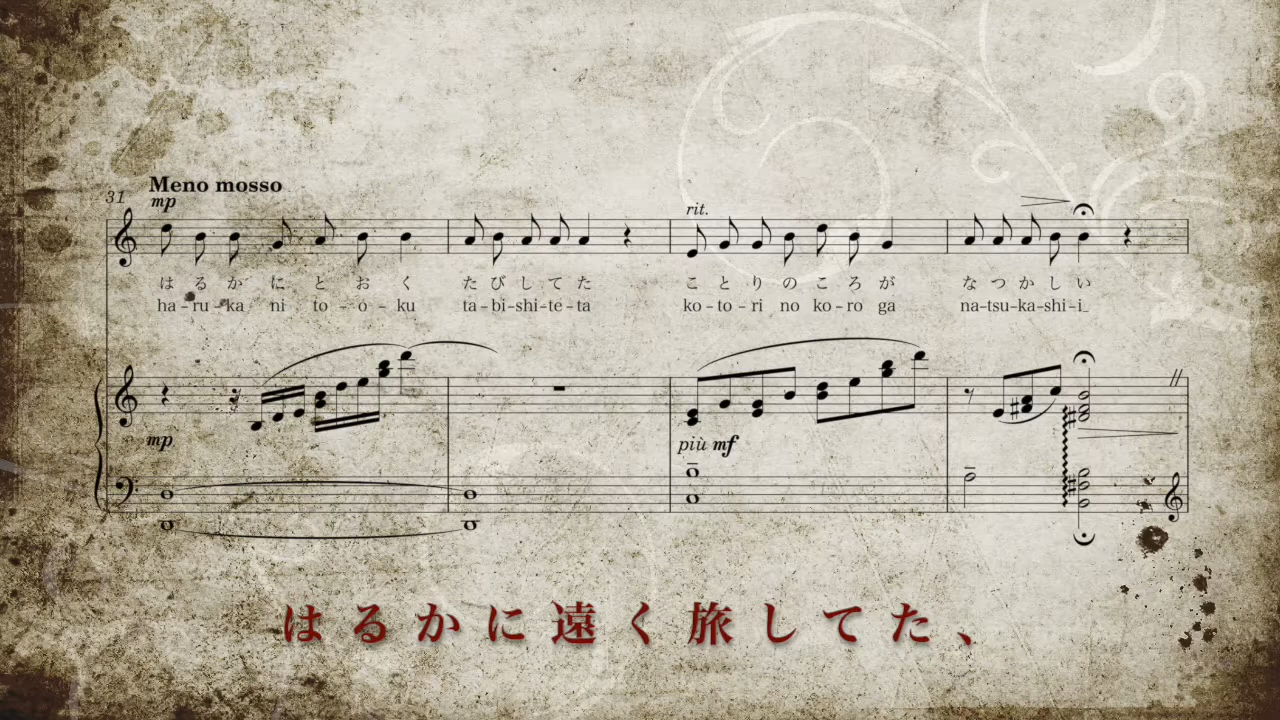 Meno mosso
31
mp
rit.
は る か に と お く た び し て た こ と り の こ ろ が な つ か し い
ha – ru – ka ni to – o – ku ta – bi – shi – te – ta ko – to – ri no ko – ro ga na – tsu – ka – shi – i_
mp
più mf
はるかに遠く旅してた、